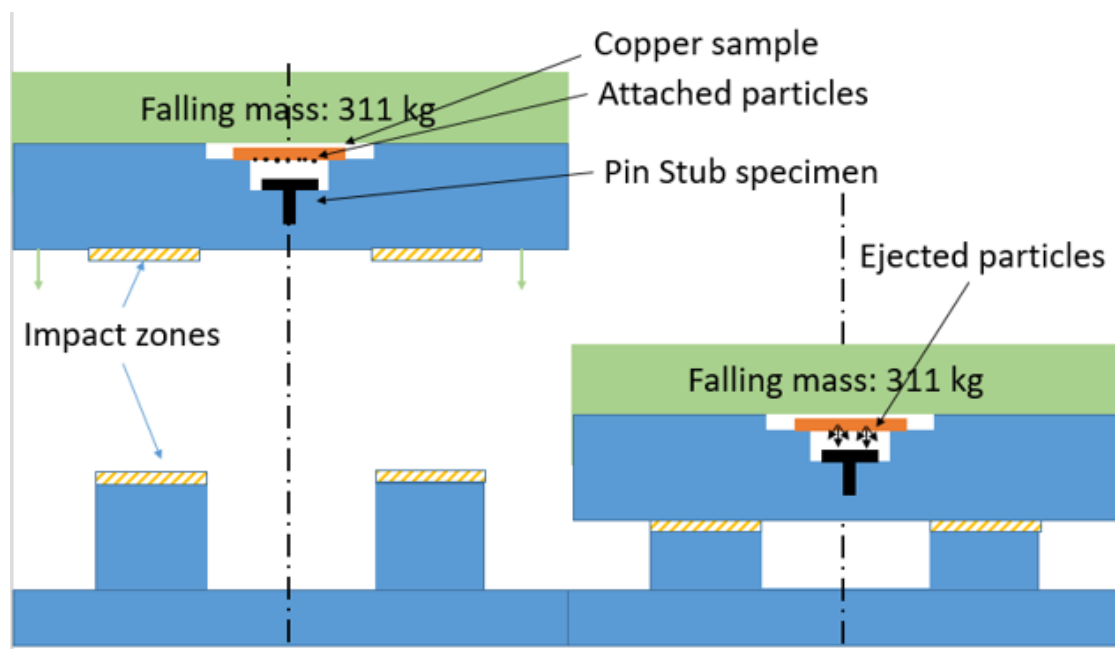 Copper sample
Falling mass: 311 kg
Attached particles
Pin Stub specimen
Ejected particles
Impact zones
Falling mass: 311 kg